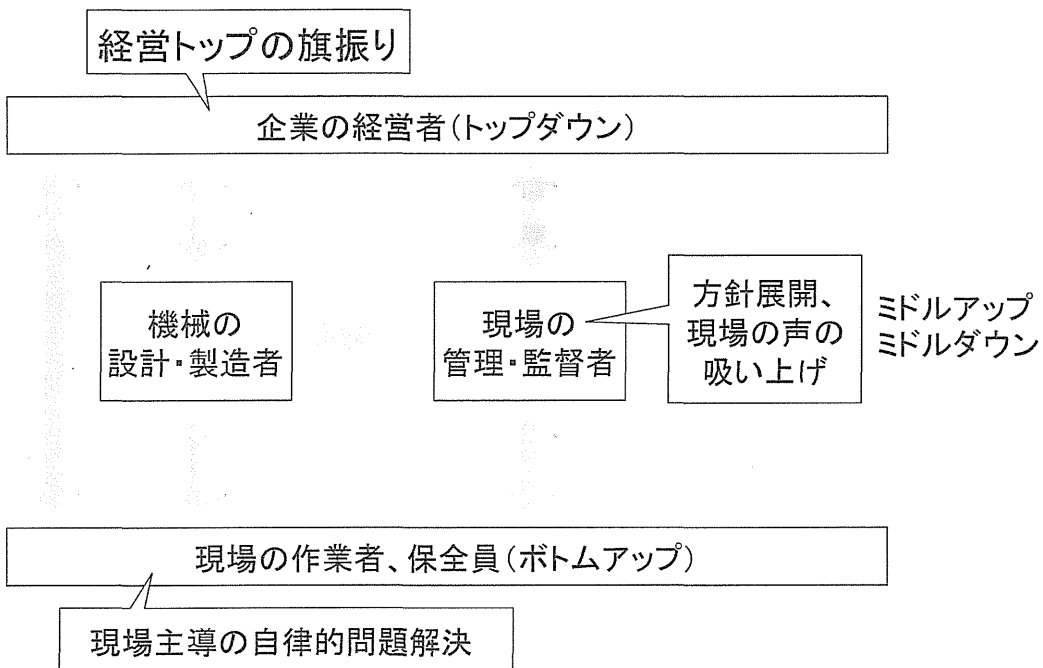 経営トップの旗振り
企業の経営者(トップダウン)
機械の
設計・製造者
現場の
管理・監督者
方針展開、
現場の声の
吸い上げ
ミドルアップ
ミドルダウン
現場の作業者、保全員(ボトムアップ)
現場主導の自律的問題解決